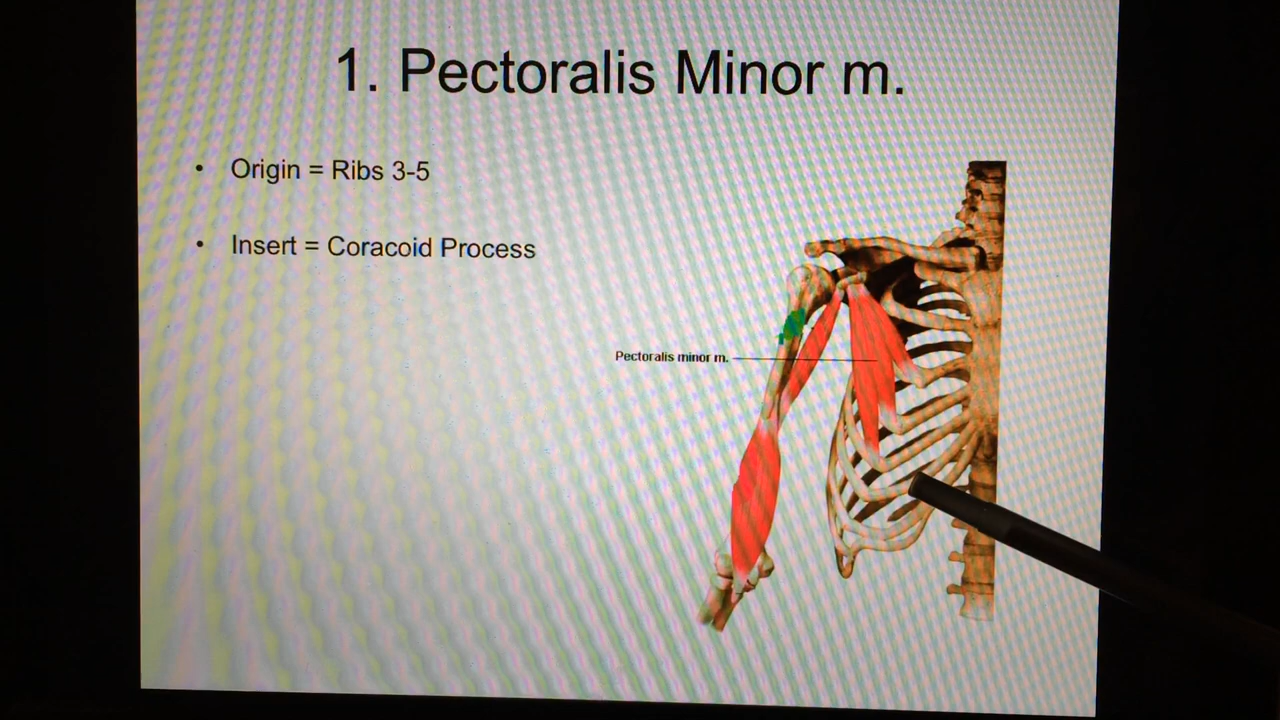 1. Pectoralis Minor m.
• Origin = Ribs 3-5
• Insert = Coracoid Process
Pectoralis minor m.